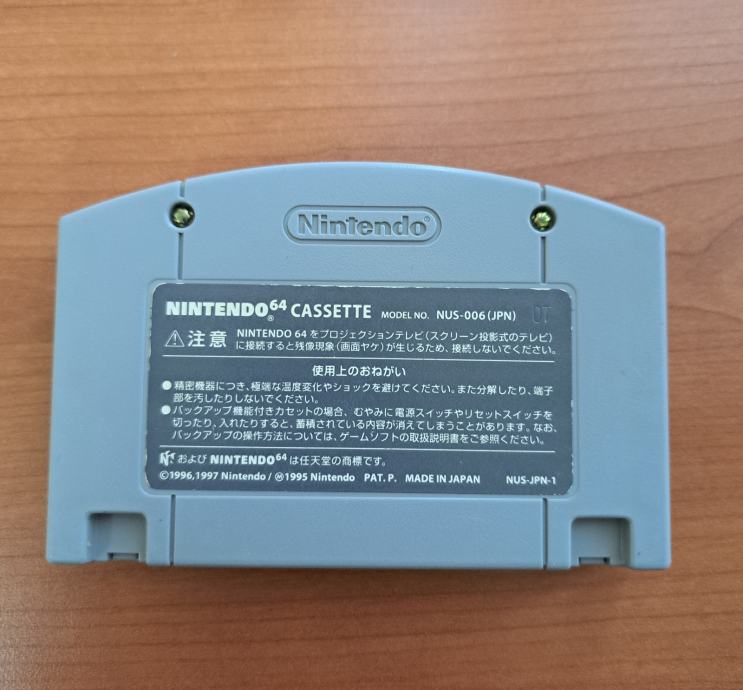 Nintendo®
NINTENDO⁶⁴® CASSETTE MODEL NO. NUS-006(JPN) 
⚠注意 NINTENDO 64 をプロジェクションテレビ(スクリーン投影式のテレビ)
に接続すると残像現象(画面ヤケ)が生じるため、接続しないでください。
使用上のおねがい
●精密機器につき、極端な温度変化やショックを避けてください。また分解したり、端子
部を汚したりしないでください。
●バックアップ機能付きカセットの場合、むやみに電源スイッチやリセットスイッチを
切ったり、入れたりすると、蓄積されている内容が消えてしまうことがあります。なお、
バックアップの操作方法については、ゲームソフトの取扱説明書をご参照ください。
および NINTENDO⁶⁴ は任天堂の商標です。
©1996,1997 Nintendo / Ⓜ1995 Nintendo PAT. P. MADE IN JAPAN NUS-JPN-1